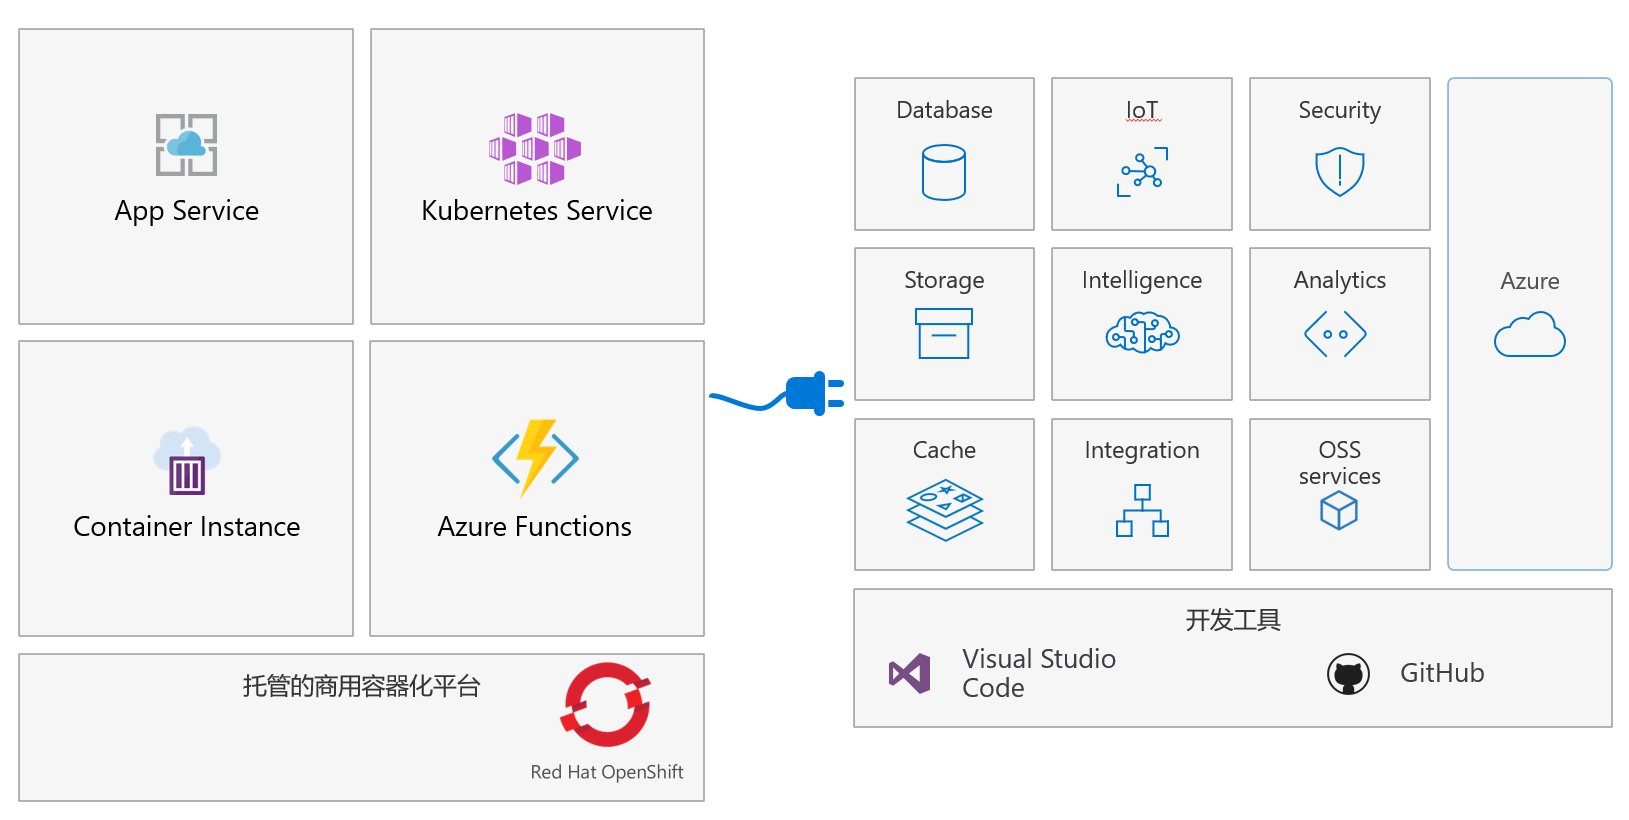 App Service
Kubernetes Service
Container Instance
Azure Functions
托管的商用容器化平台
Red Hat OpenShift
Database
IoT
Security
Storage
Intelligence
Analytics
Azure
Cache
Integration
OSS
services
开发工具
Visual Studio
Code
GitHub